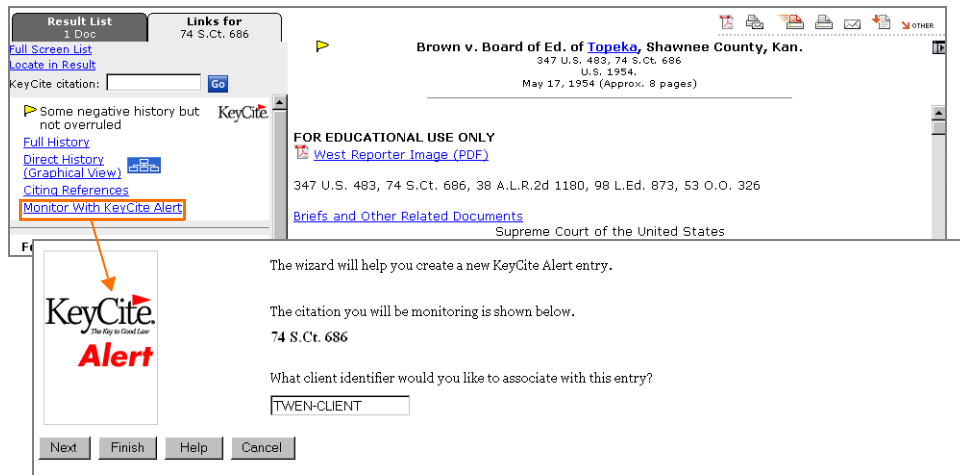 Result List
1 Doc
Links for
74 S.Ct. 686
Full Screen List
Locate in Result
KeyCite citation:
Go
Some negative history but
not overruled
KeyCite.
Full History
Direct History
(Graphical View)
Citing References
Monitor With KeyCite Alert
OTHER
Brown v. Board of Ed. of Topeka, Shawnee County, Kan.
347 U.S. 483, 74 S.Ct. 686
U.S. 1954.
May 17, 1954 (Approx. 8 pages)
FOR EDUCATIONAL USE ONLY
West Reporter Image (PDF)
347 U.S. 483, 74 S.Ct. 686, 38 A.L.R.2d 1180, 98 L.Ed. 873, 53 O.O. 326
Briefs and Other Related Documents
Supreme Court of the United States
KeyCite.
The Key to Good Law
Alert
The wizard will help you create a new KeyCite Alert entry.
The citation you will be monitoring is shown below.
74 S.Ct. 686
What client identifier would you like to associate with this entry?
TWEN-CLIENT
Next
Finish
Help
Cancel